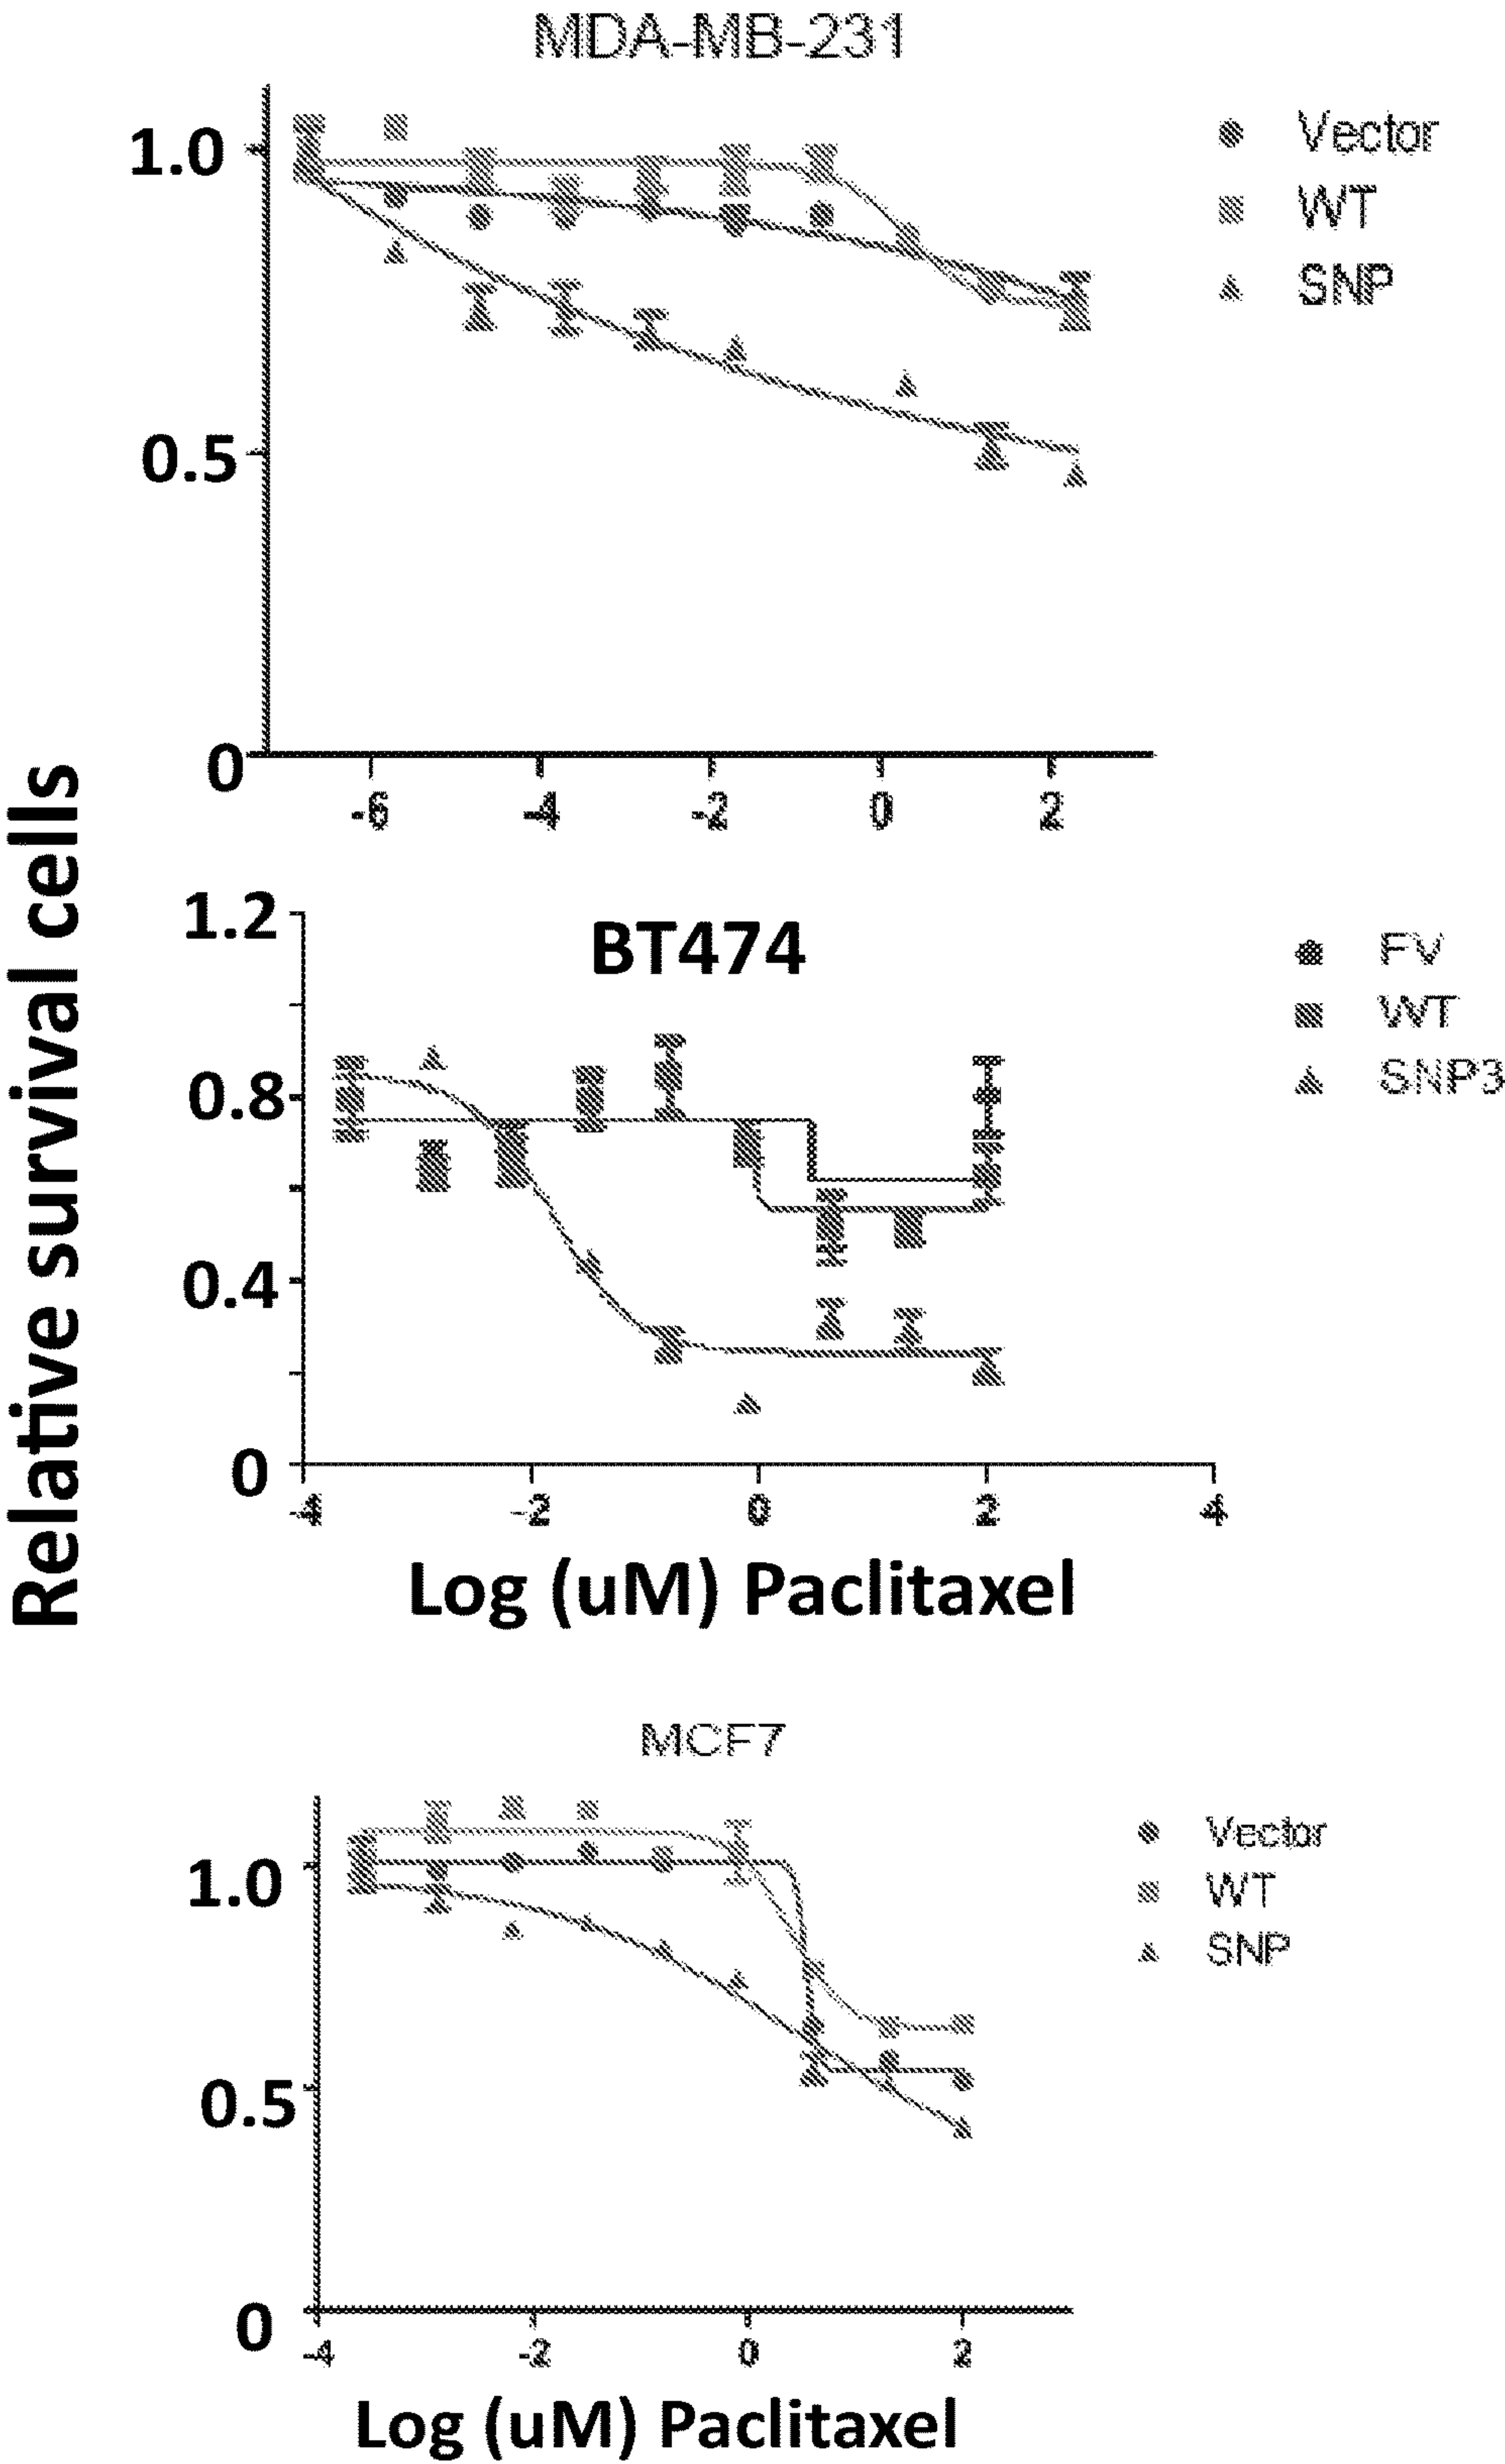 MDA-MB-231
1.0
0.5
0
-6 -4 -2 0 2
Vector
WT
SNP
Relative survival cells
BT474
1.2
0.8
0.4
0
-4 -2 0 2 4
EV
WT
SNP3
Log (uM) Paclitaxel
MCF7
1.0
0.5
0
-4 -2 0 2
Vector
WT
SNP
Log (uM) Paclitaxel